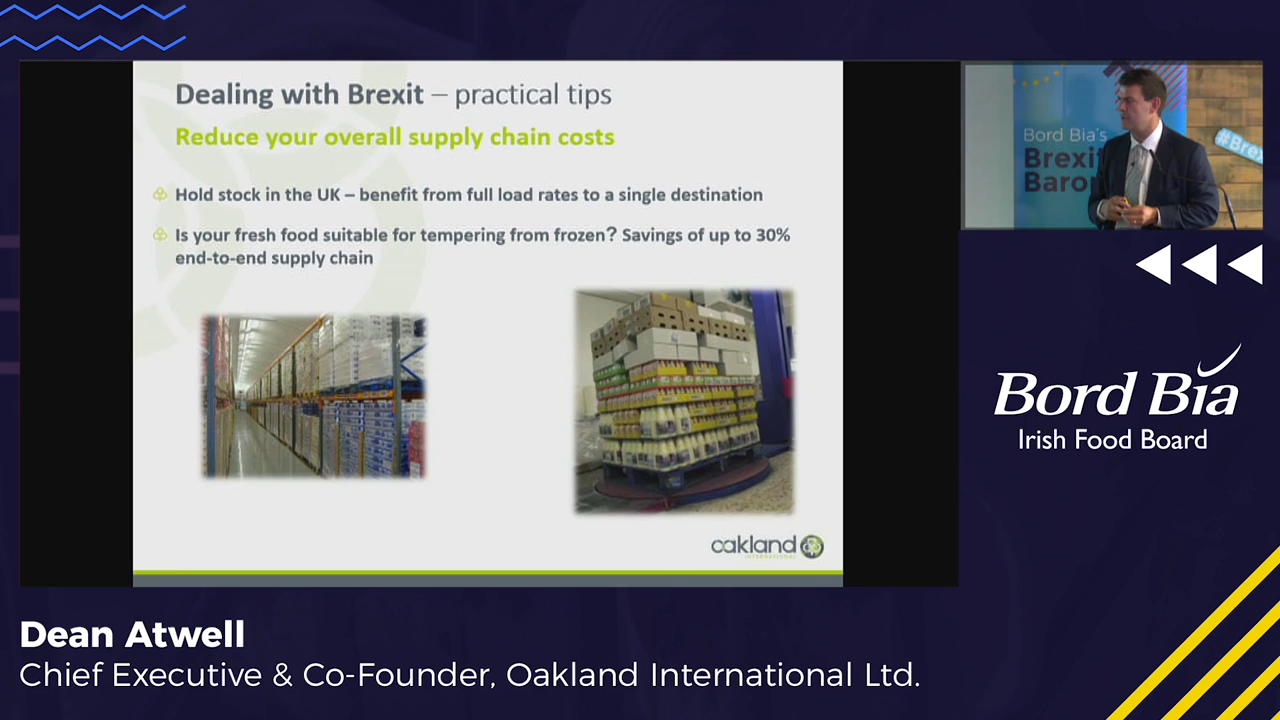 Dealing with Brexit – practical tips
Reduce your overall supply chain costs
Hold stock in the UK – benefit from full load rates to a single destination
Is your fresh food suitable for tempering from frozen? Savings of up to 30%
end-to-end supply chain
oakland
INTERNATIONAL
Bord Bia's
Brexit
Baro
#Brex
Bord Bia
Irish Food Board
Dean Atwell
Chief Executive & Co-Founder, Oakland International Ltd.